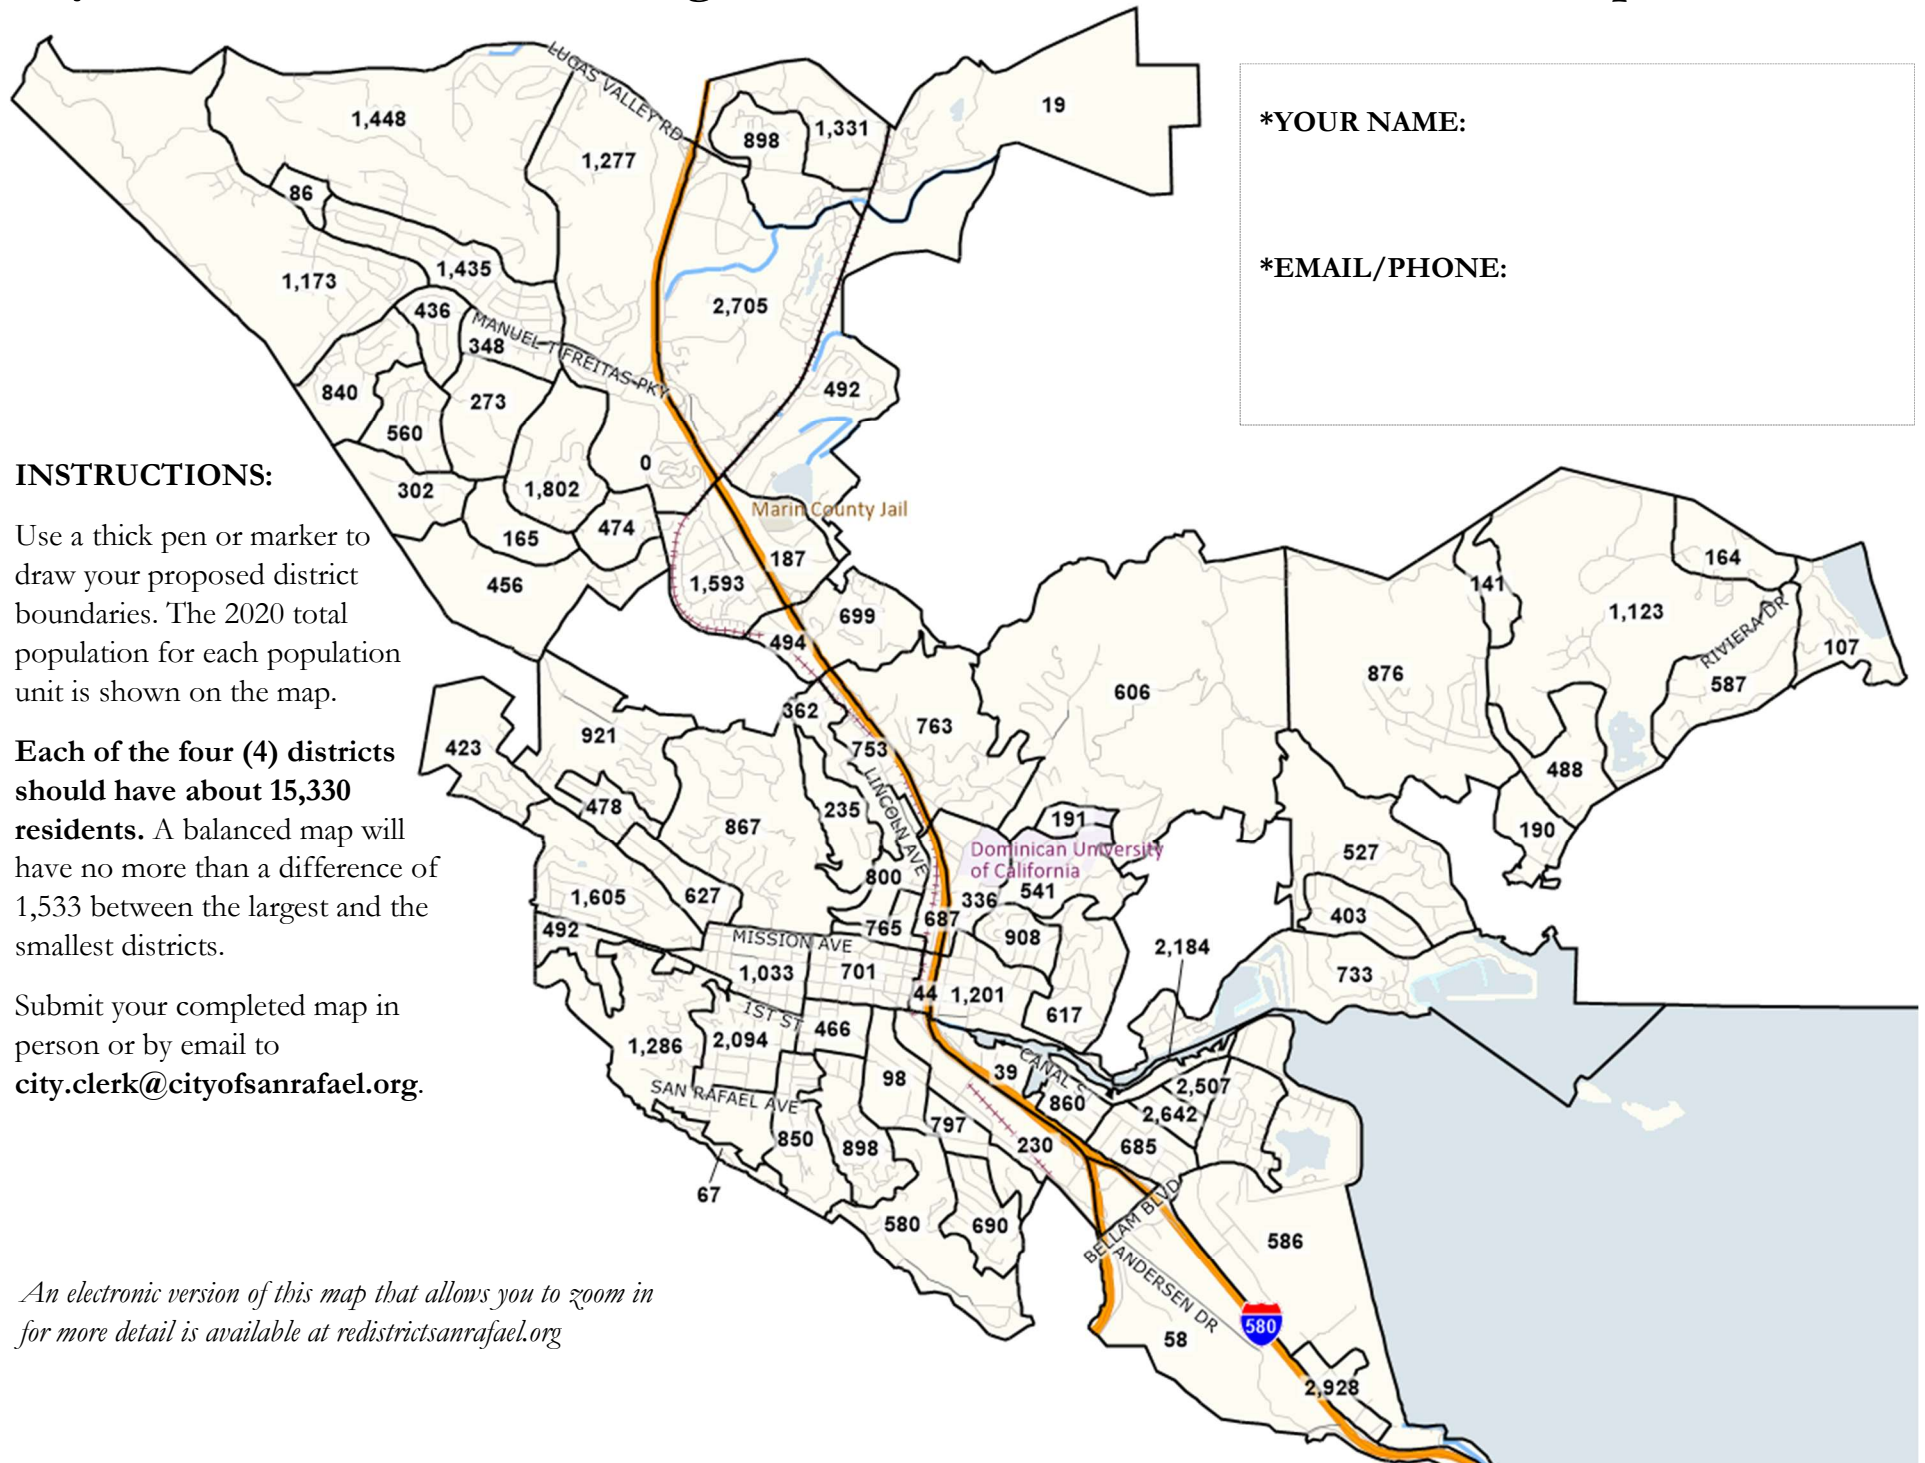 *YOUR NAME:
*EMAIL/PHONE:
INSTRUCTIONS:
Use a thick pen or marker to
draw your proposed district
boundaries. The 2020 total
population for each population
unit is shown on the map.
Each of the four (4) districts
should have about 15,330
residents. A balanced map will
have no more than a difference of
1,533 between the largest and the
smallest districts.
Submit your completed map in
person or by email to
city.clerk@cityofsanrafael.org.
An electronic version of this map that allows you to zoom in
for more detail is available at redistrictsanrafael.org
LUCAS VALLEY RD
19
1,448
898
1,331
1,277
86
1,173
1,435
436
2,705
MANUEL T FREITAS PKY
348
840
273
492
560
0
302
1,802
Marin County Jail
165
474
187
456
1,593
699
494
141
164
1,123
RIVIERA DR
107
876
587
606
362
763
423
921
753
LINCOLN AVE
488
478
867
235
191
190
Dominican University
of California
527
800
1,605
627
336
541
403
765
687
492
MISSION AVE
908
2,184
1,033
701
733
44
1,201
1ST ST
466
617
1,286
2,094
CANAL S
39
98
2,507
SAN RAFAEL AVE
860
2,642
797
850
898
230
685
67
BELLAM BLVD
580
690
586
ANDERSEN DR
580
58
2,928